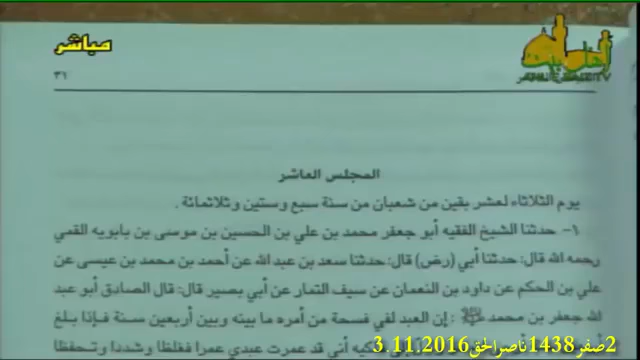 مباشر
أهل البيت
٣١
المجلس العاشر
يوم الثلاثاء لعشر بقين من شعبان من سنة سبع وستين وثلاثمائة .
١- حدثنا الشيخ الفقيه أبو جعفر محمد بن علي بن الحسين بن موسى بن بابويه القمي
رحمه الله قال: حدثنا أبي (رض) قال: حدثنا سعد بن عبد الله عن أحمد بن محمد بن عيسى عن
علي بن الحكم عن داود بن النعمان عن سيف التمار عن أبي بصير قال: قال الصادق أبو عبد
الله جعفر بن محمد: إن العبد لفي فسحة من أمره ما بينه وبين أربعين سنة فإذا بلغ
أني قد عمرت عبدي عمرا فغلظا وشددا وتحفظا
2صفر1438ناصرالحق3.11.2016